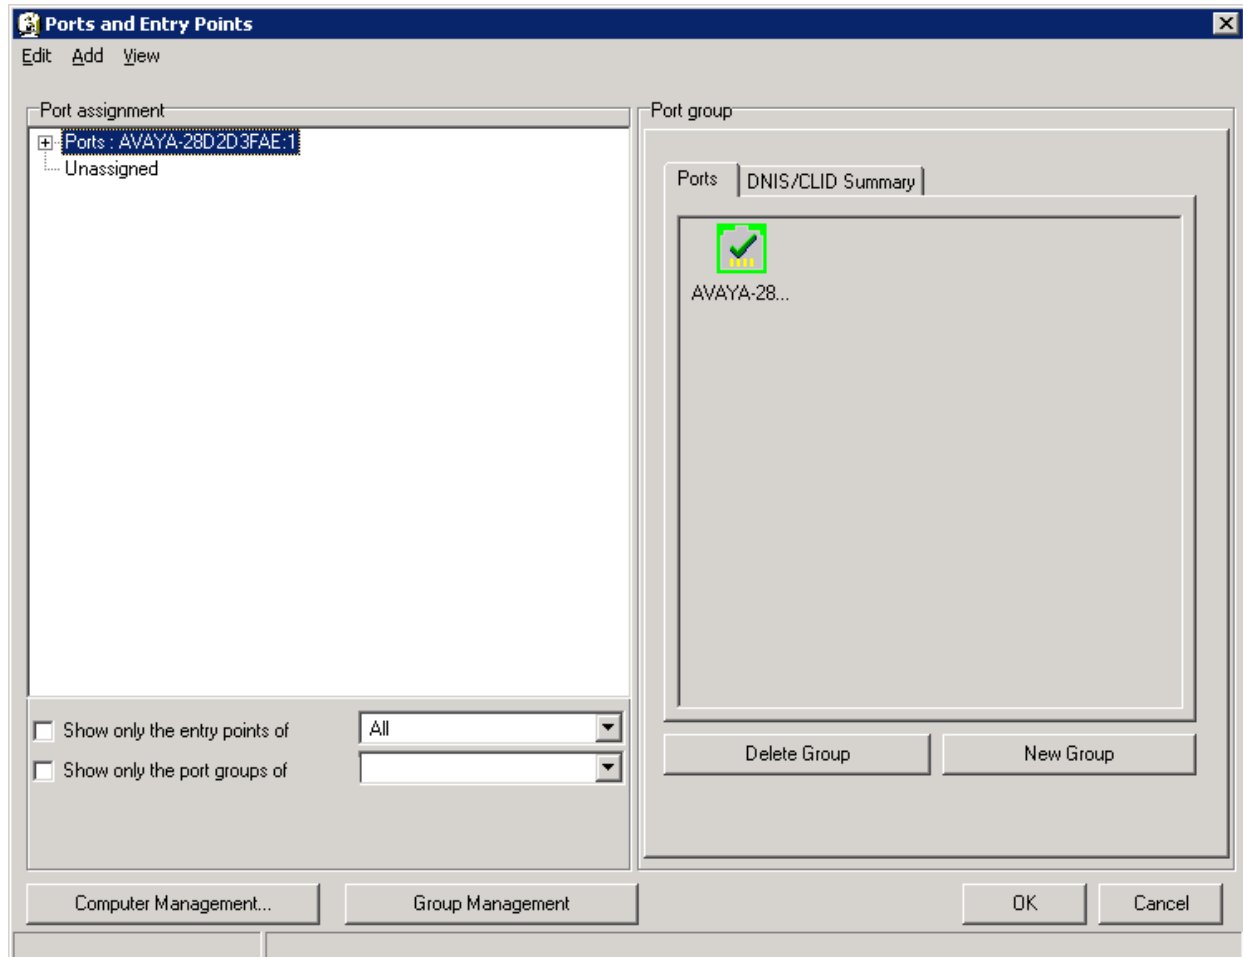 Ports and Entry Points
Edit Add View
Port assignment
Ports : AVAYA-28D2D3FAE:1
Unassigned
Show only the entry points of
All
Show only the port groups of
Port group
Ports
DNIS/CLID Summary
AVAYA-28...
Delete Group
New Group
Computer Management...
Group Management
OK
Cancel